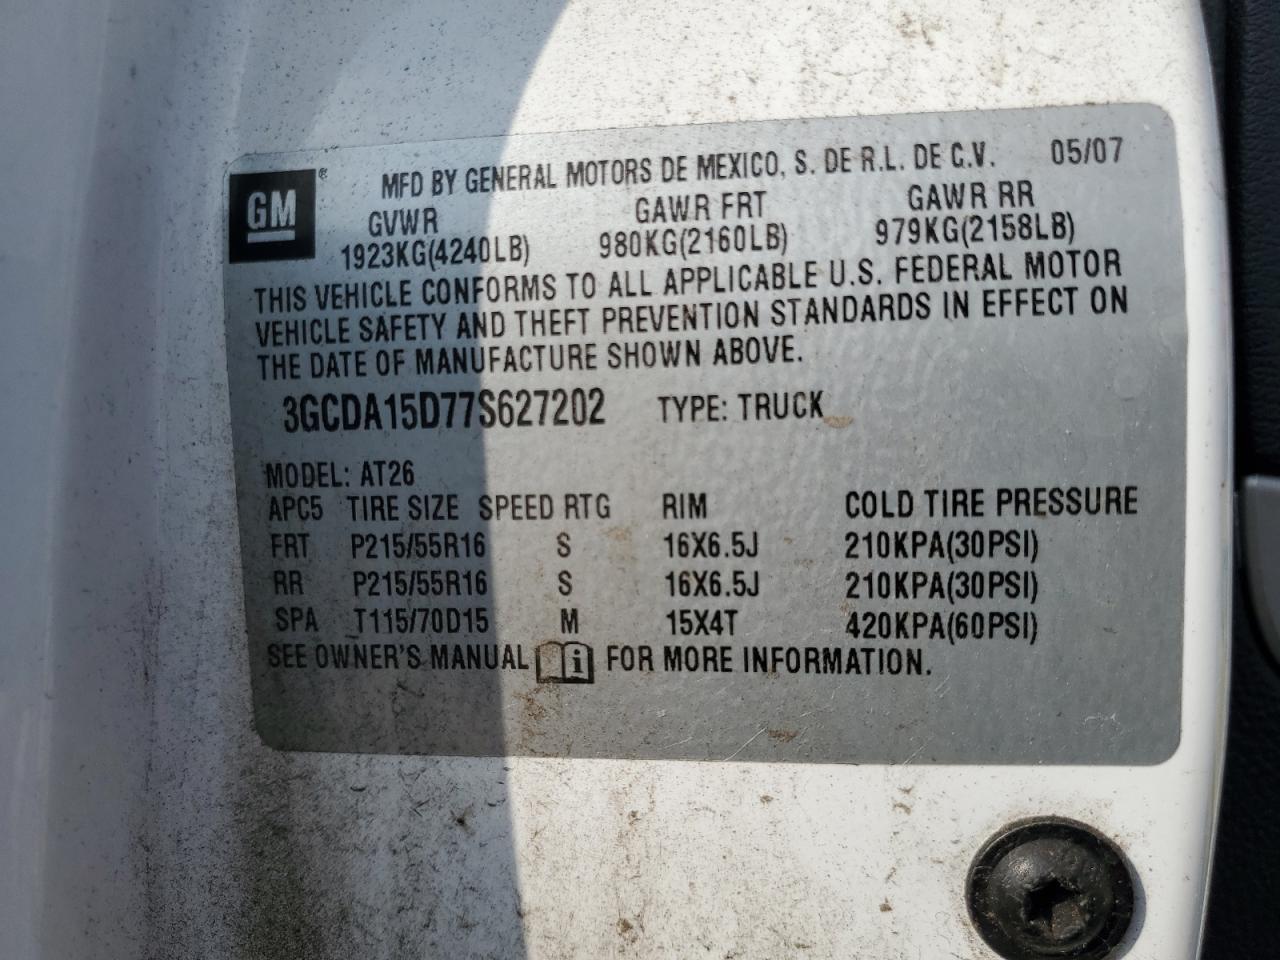 GM® MFD BY GENERAL MOTORS DE MEXICO, S. DE R.L. DE C.V. 05/07
GVWR GAWR FRT GAWR RR
1923KG(4240LB) 980KG(2160LB) 979KG(2158LB)
THIS VEHICLE CONFORMS TO ALL APPLICABLE U.S. FEDERAL MOTOR
VEHICLE SAFETY AND THEFT PREVENTION STANDARDS IN EFFECT ON
THE DATE OF MANUFACTURE SHOWN ABOVE.
3GCDA15D77S627202 TYPE: TRUCK
MODEL: AT26
APC5 TIRE SIZE SPEED RTG RIM COLD TIRE PRESSURE
FRT P215/55R16 S 16X6.5J 210KPA(30PSI)
RR P215/55R16 S 16X6.5J 210KPA(30PSI)
SPA T115/70D15 M 15X4T 420KPA(60PSI)
SEE OWNER'S MANUAL i FOR MORE INFORMATION.